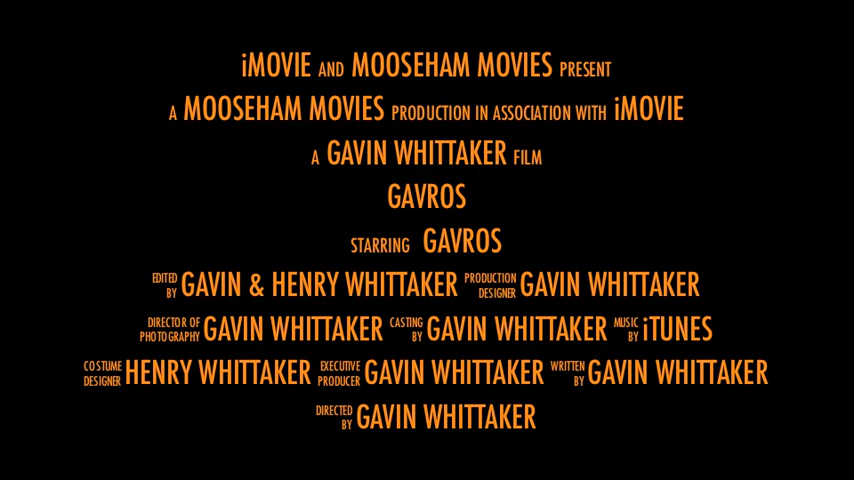 iMOVIE AND MOOSEHAM MOVIES PRESENT
A MOOSEHAM MOVIES PRODUCTION IN ASSOCIATION WITH iMOVIE
A GAVIN WHITTAKER FILM
GAVROS
STARRING GAVROS
EDITED BY GAVIN & HENRY WHITTAKER PRODUCTION DESIGNER GAVIN WHITTAKER
DIRECTOR OF PHOTOGRAPHY GAVIN WHITTAKER CASTING BY GAVIN WHITTAKER MUSIC BY iTUNES
COSTUME DESIGNER HENRY WHITTAKER EXECUTIVE PRODUCER GAVIN WHITTAKER WRITTEN BY GAVIN WHITTAKER
DIRECTED BY GAVIN WHITTAKER